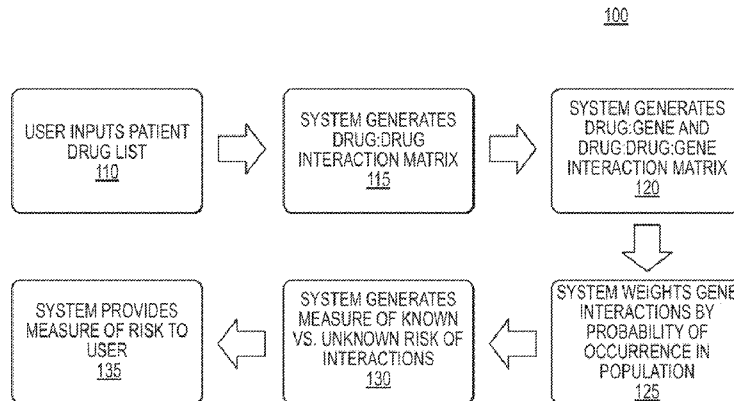 100
USER INPUTS PATIENT
DRUG LIST
110
SYSTEM GENERATES
DRUG:DRUG
INTERACTION MATRIX
115
SYSTEM GENERATES
DRUG:GENE AND
DRUG:DRUG:GENE
INTERACTION MATRIX
120
SYSTEM WEIGHTS GENE
INTERACTIONS BY
PROBABILITY OF
OCCURRENCE IN
POPULATION
125
SYSTEM GENERATES
MEASURE OF KNOWN
VS. UNKNOWN RISK OF
INTERACTIONS
130
SYSTEM PROVIDES
MEASURE OF RISK TO
USER
135